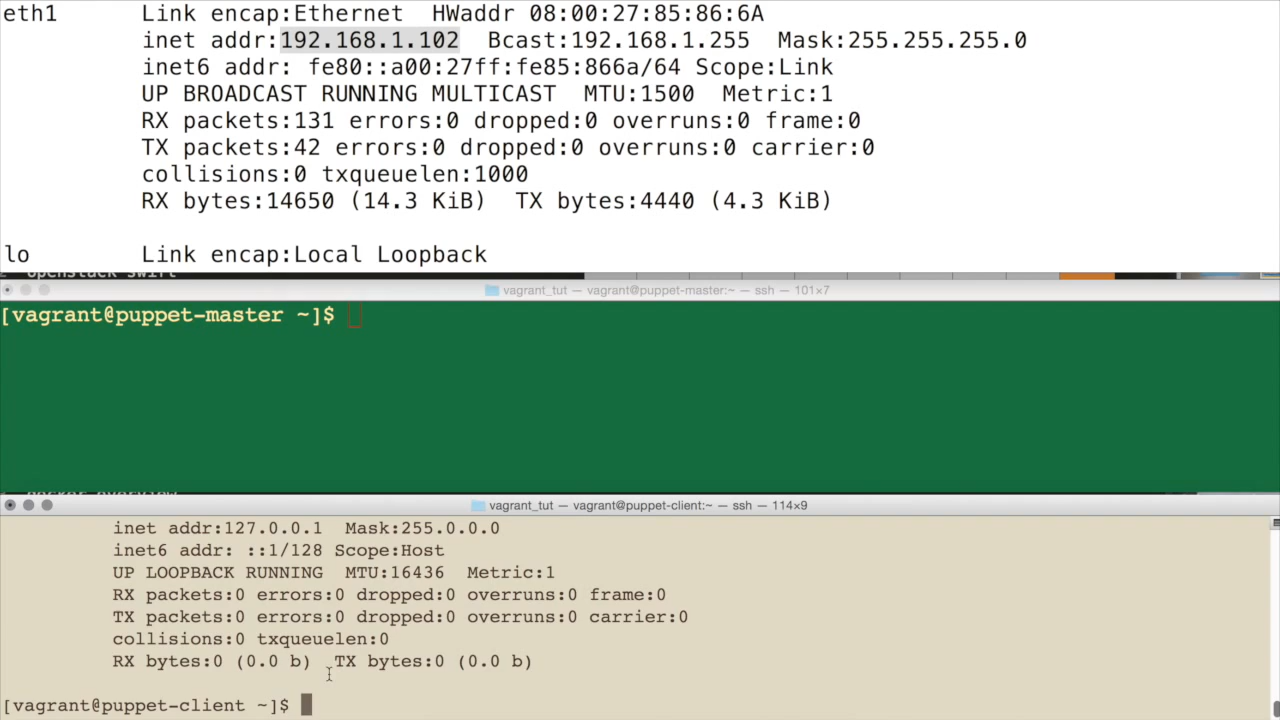 eth1 Link encap:Ethernet HWaddr 08:00:27:85:86:6A
inet addr:192.168.1.102 Bcast:192.168.1.255 Mask:255.255.255.0
inet6 addr: fe80::a00:27ff:fe85:866a/64 Scope:Link
UP BROADCAST RUNNING MULTICAST MTU:1500 Metric:1
RX packets:131 errors:0 dropped:0 overruns:0 frame:0
TX packets:42 errors:0 dropped:0 overruns:0 carrier:0
collisions:0 txqueuelen:1000
RX bytes:14650 (14.3 KiB) TX bytes:4440 (4.3 KiB)
lo Link encap:Local Loopback
openstack swift
vagrant_tut — vagrant@puppet-master:~ — ssh — 101×7
[vagrant@puppet-master ~]$
docker overview
vagrant_tut — vagrant@puppet-client:~ — ssh — 114×9
inet addr:127.0.0.1 Mask:255.0.0.0
inet6 addr: ::1/128 Scope:Host
UP LOOPBACK RUNNING MTU:16436 Metric:1
RX packets:0 errors:0 dropped:0 overruns:0 frame:0
TX packets:0 errors:0 dropped:0 overruns:0 carrier:0
collisions:0 txqueuelen:0
RX bytes:0 (0.0 b) TX bytes:0 (0.0 b)
[vagrant@puppet-client ~]$